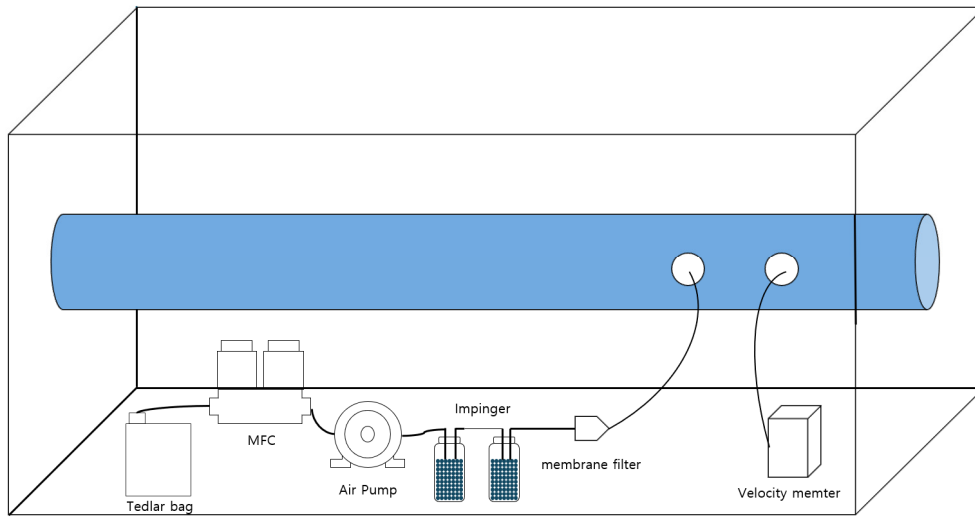 Impinger
MFC
membrane filter
Air Pump
Velocity memter
Tedlar bag